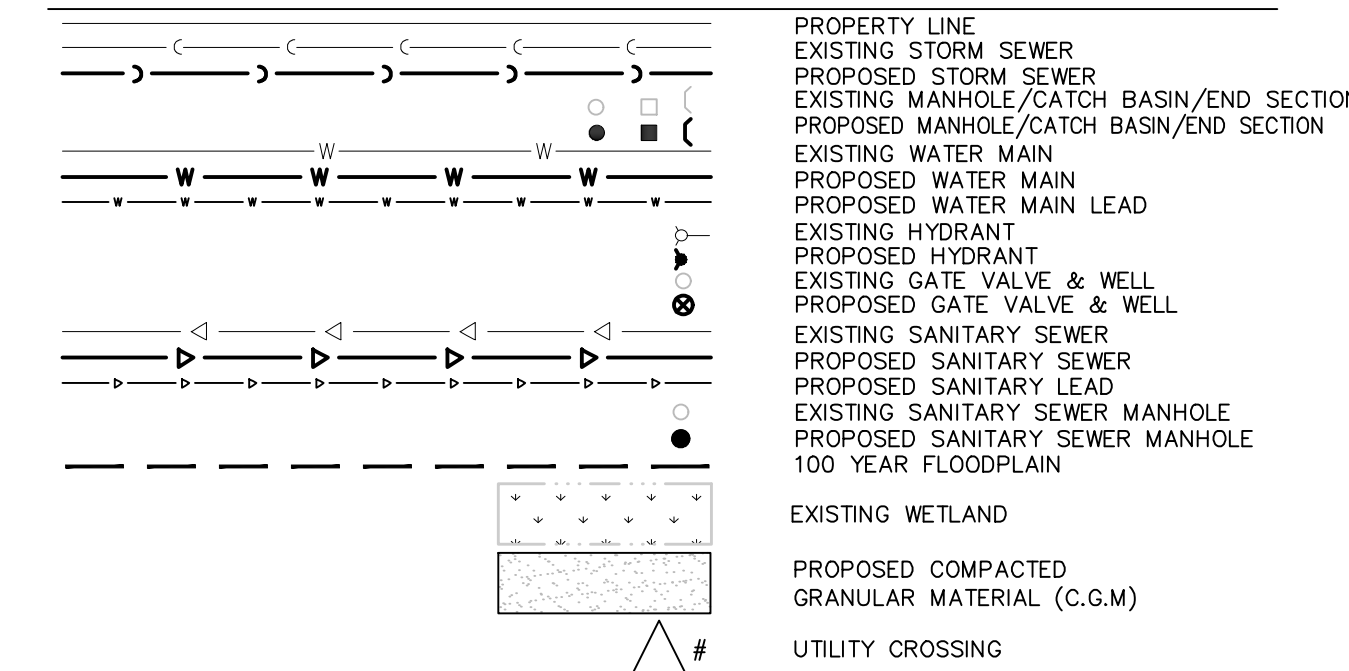 PROPERTY LINE
EXISTING STORM SEWER
PROPOSED STORM SEWER
EXISTING MANHOLE/CATCH BASIN/END SECTION
PROPOSED MANHOLE/CATCH BASIN/END SECTION
W W
EXISTING WATER MAIN
W W W W
PROPOSED WATER MAIN
W W W W W W W W W
PROPOSED WATER MAIN LEAD
EXISTING HYDRANT
PROPOSED HYDRANT
EXISTING GATE VALVE & WELL
PROPOSED GATE VALVE & WELL
EXISTING SANITARY SEWER
PROPOSED SANITARY SEWER
PROPOSED SANITARY LEAD
EXISTING SANITARY SEWER MANHOLE
PROPOSED SANITARY SEWER MANHOLE
100 YEAR FLOODPLAIN
EXISTING WETLAND
PROPOSED COMPACTED
GRANULAR MATERIAL (C.G.M)
# UTILITY CROSSING